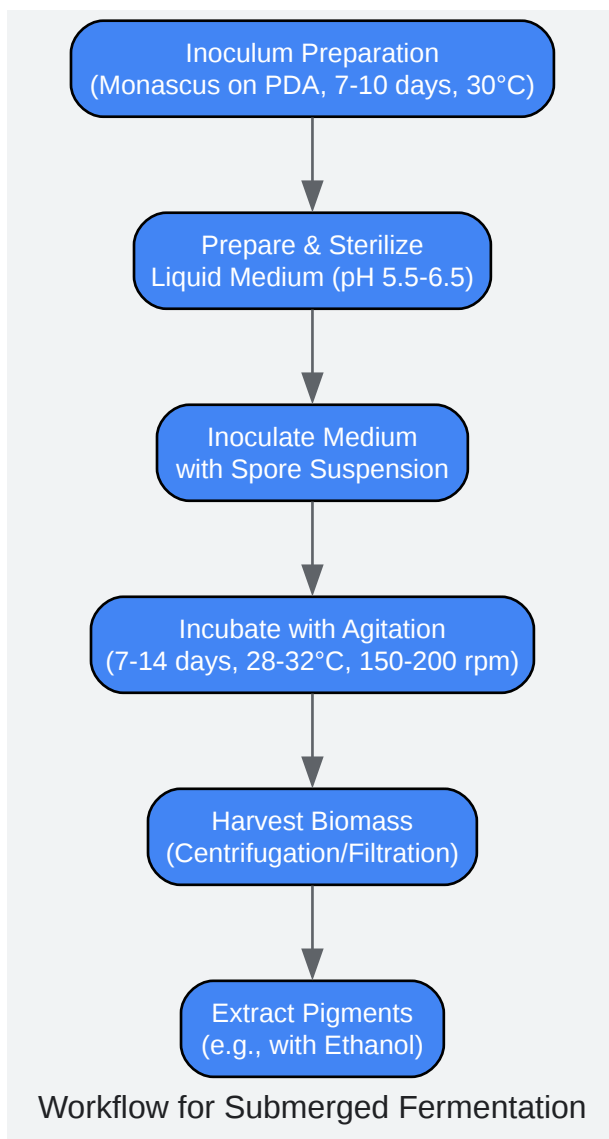 Inoculum Preparation
(Monascus on PDA, 7-10 days, 30°C)
Prepare & Sterilize
Liquid Medium (pH 5.5-6.5)
Inoculate Medium
with Spore Suspension
Incubate with Agitation
(7-14 days, 28-32°C, 150-200 rpm)
Harvest Biomass
(Centrifugation/Filtration)
Extract Pigments
(e.g., with Ethanol)
Workflow for Submerged Fermentation